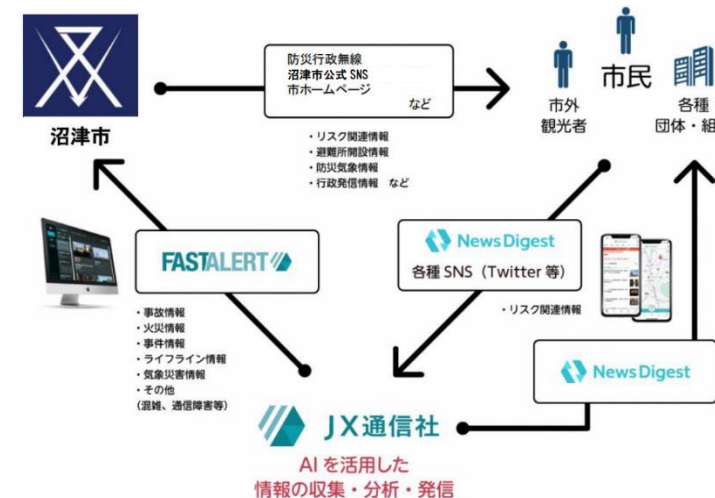 防災行政無線
沼津市公式 SNS
市ホームページ
など
沼津市
市民
市外
観光者
各種
団体・組
・リスク関連情報
・避難所開設情報
・防災気象情報
・行政発信情報 など
FASTALERT
NewsDigest
各種 SNS（Twitter 等）
・リスク関連情報
・事故情報
・火災情報
・事件情報
・ライフライン情報
・気象災害情報
・その他
（混雑、通信障害等）
NewsDigest
JX通信社
AI を活用した
情報の収集・分析・発信